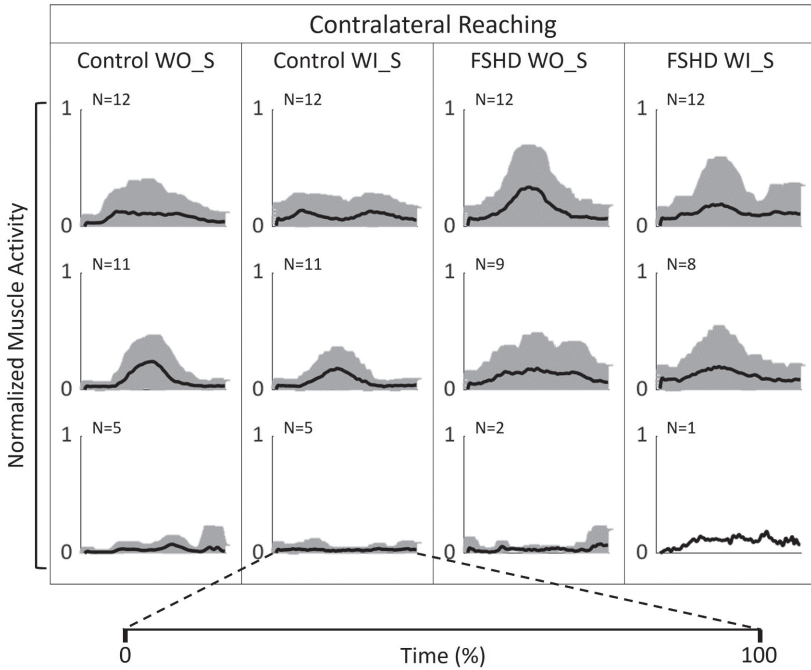 Contralateral Reaching
Control WO_S Control WI_S FSHD WO_S FSHD WI_S
N=12 N=12 N=12 N=12
1 1 1 1
0 0 0 0
N=11 N=11 N=9 N=8
1 1 1 1
0 0 0 0
N=5 N=5 N=2 N=1
1 1 1 1
0 0 0 0
Normalized Muscle Activity
0 Time (%) 100